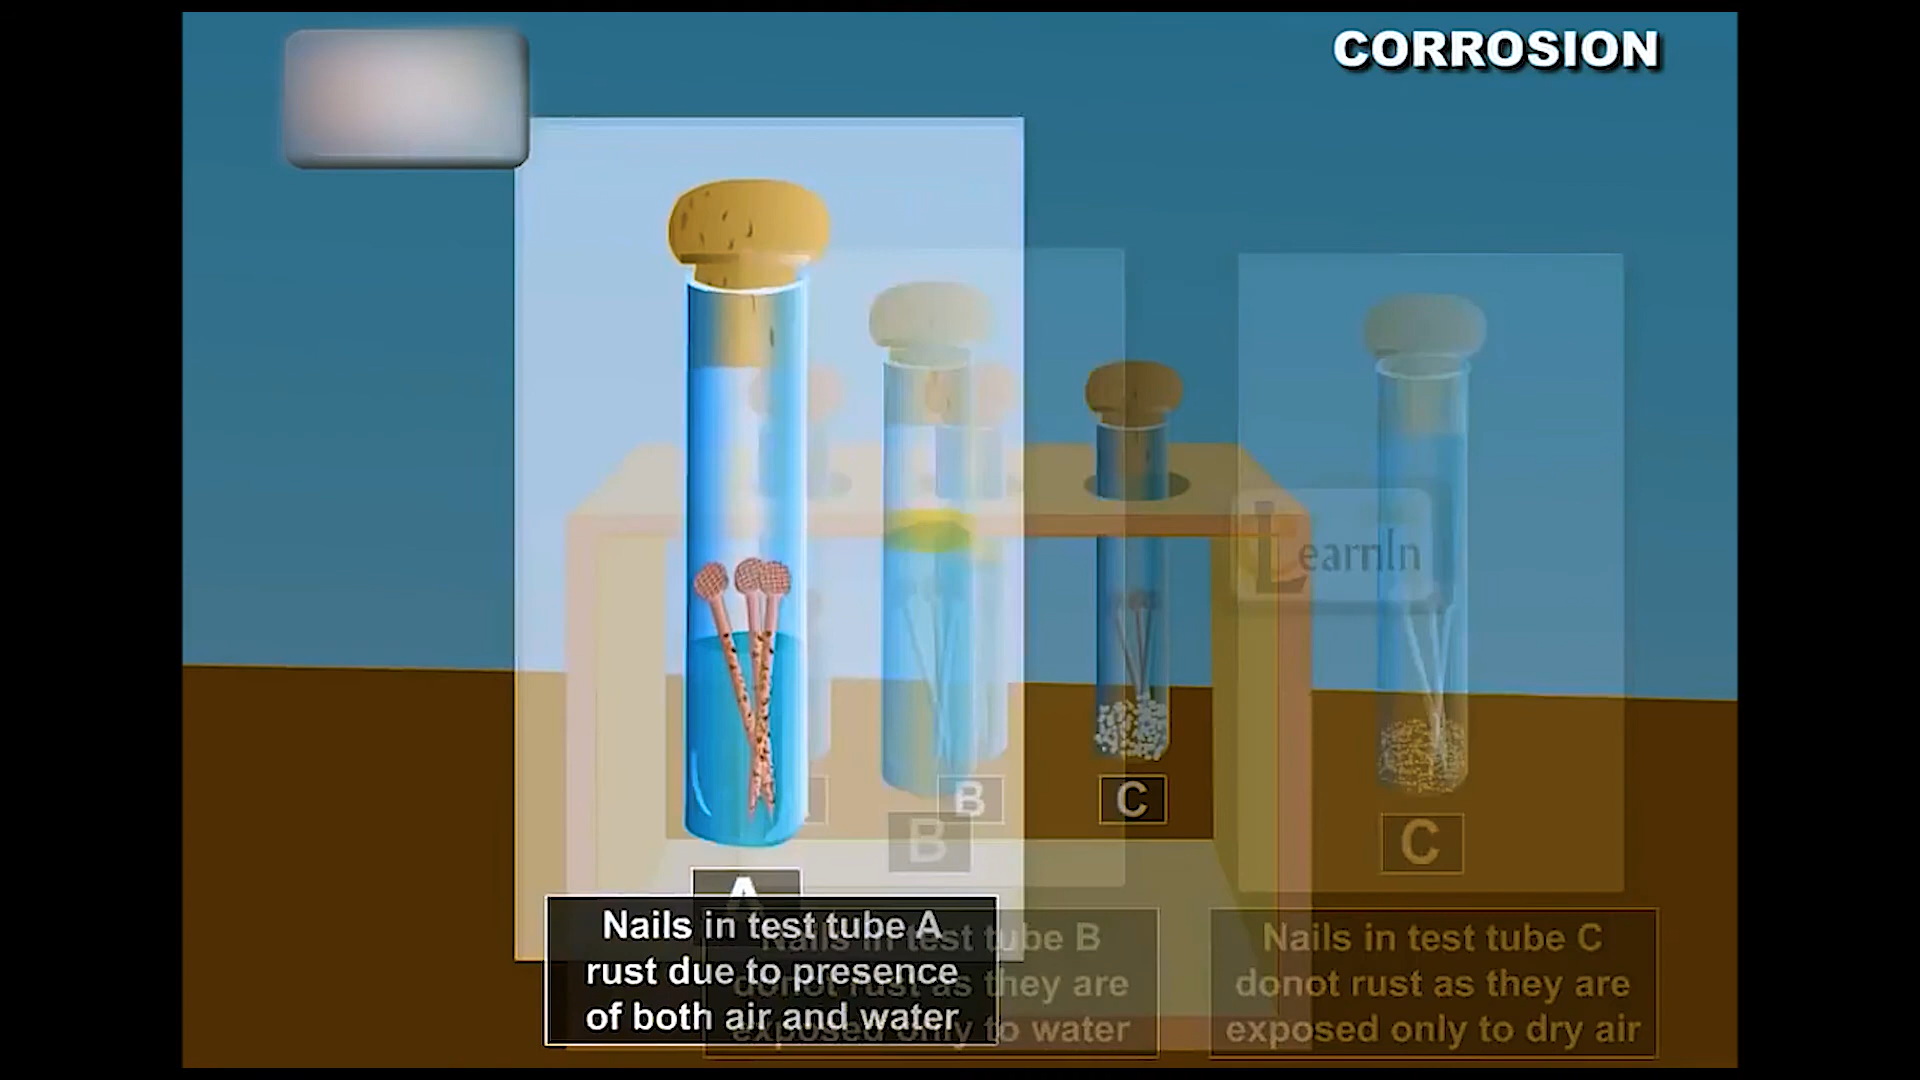 CORROSION
LearnIn
B
C
A
B
C
Nails in test tube A
rust due to presence
of both air and water
Nails in test tube B
donot rust as they are
exposed only to water
Nails in test tube C
donot rust as they are
exposed only to dry air